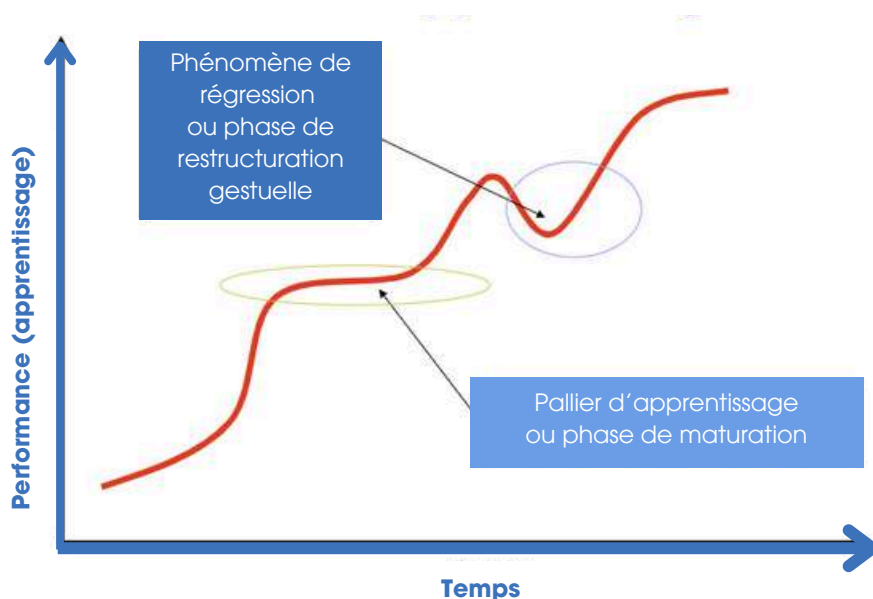 Phénomène de
régression
ou phase de
restructuration
gestuelle
Performance (apprentissage)
Pallier d'apprentissage
ou phase de maturation
Temps